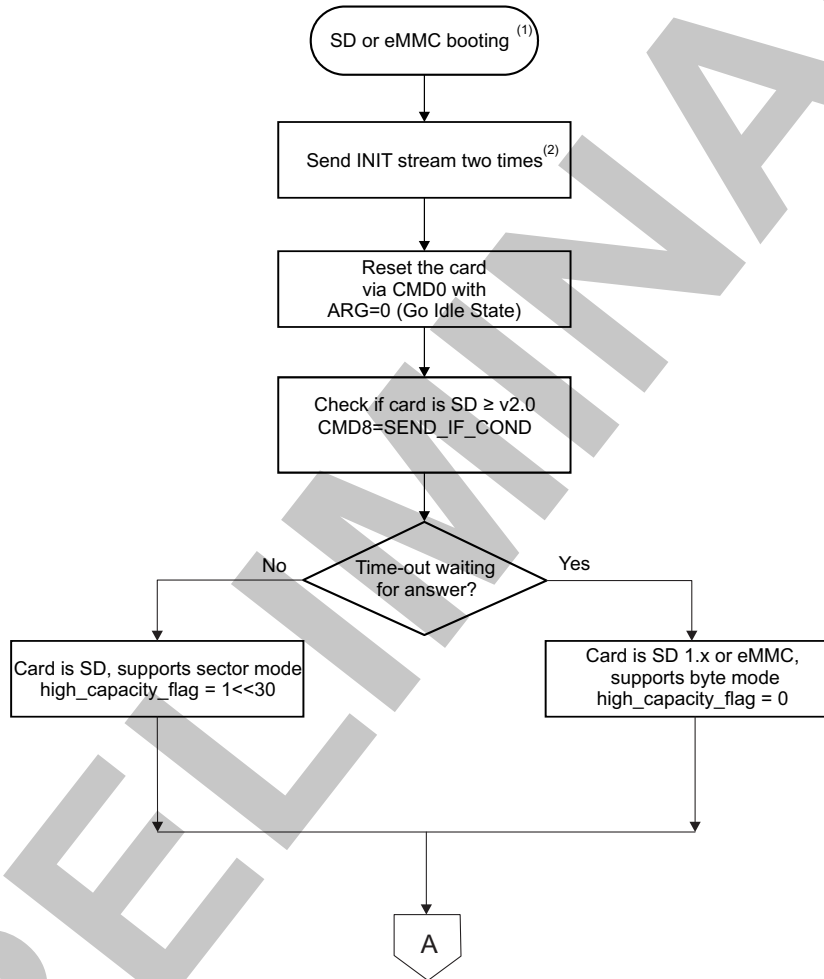 SD or eMMC booting (1)
Send INIT stream two times(2)
Reset the card
via CMD0 with
ARG=0 (Go Idle State)
Check if card is SD ≥ v2.0
CMD8=SEND_IF_COND
Time-out waiting
for answer?
No
Yes
Card is SD, supports sector mode
high_capacity_flag = 1<<30
Card is SD 1.x or eMMC,
supports byte mode
high_capacity_flag = 0
A
ELIMINA